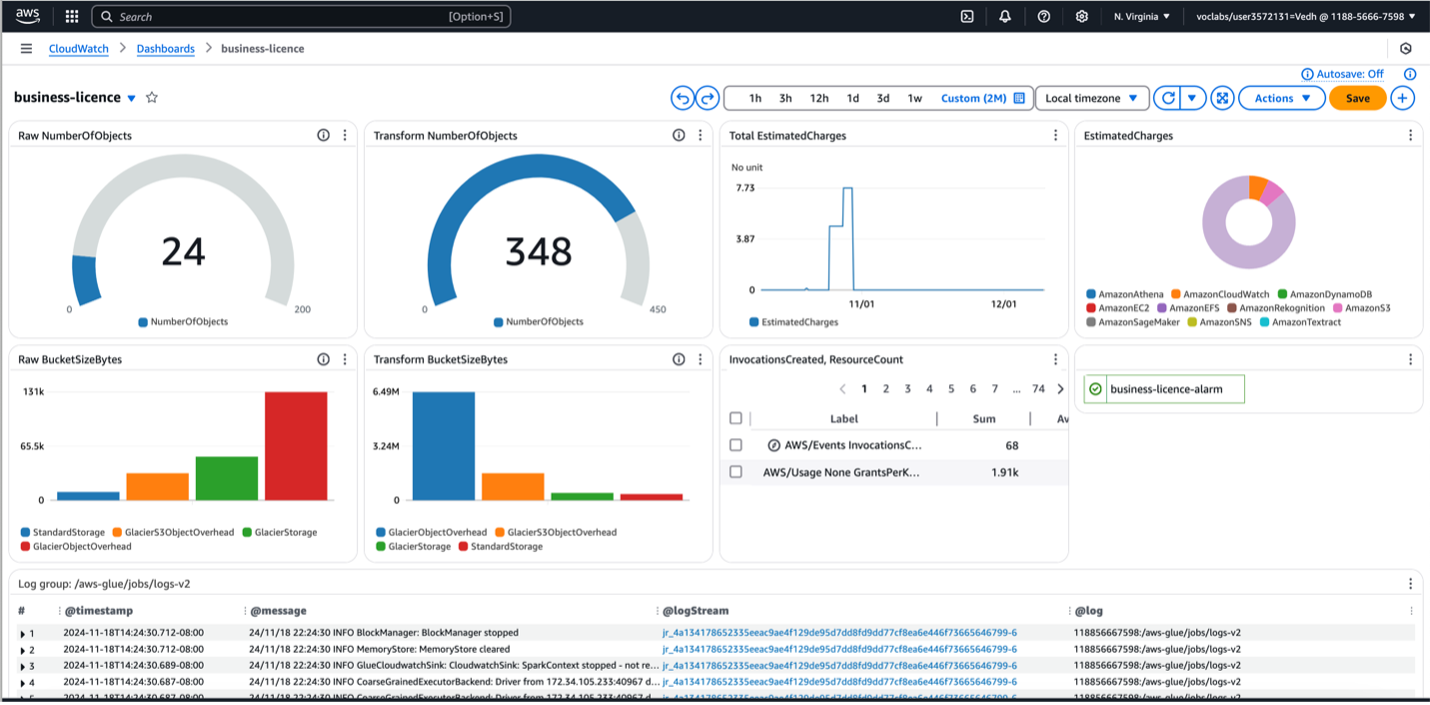 aws Search [Option+S] N. Virginia ▼ voclabs/user3572131=Vedh @ 1188-5666-7598 ▼
CloudWatch > Dashboards > business-licence
Autosave: Off
business-licence 1h 3h 12h 1d 3d 1w Custom (2M) Local timezone Actions Save
Raw NumberOfObjects
24
0 200
NumberOfObjects
Transform NumberOfObjects
348
0 450
NumberOfObjects
Total EstimatedCharges
No unit
7.73
3.87
0
11/01 12/01
EstimatedCharges
EstimatedCharges
AmazonAthena AmazonCloudWatch AmazonDynamoDB
AmazonEC2 AmazonEFS AmazonRekognition AmazonS3
AmazonSageMaker AmazonSNS AmazonTextract
Raw BucketSizeBytes
131k
65.5k
0
StandardStorage GlacierS3ObjectOverhead GlacierStorage
GlacierObjectOverhead
Transform BucketSizeBytes
6.49M
3.24M
0
GlacierObjectOverhead GlacierS3ObjectOverhead
GlacierStorage StandardStorage
InvocationsCreated, ResourceCount
1 2 3 4 5 6 7 ... 74
Label Sum Av
AWS/Events InvocationsC... 68
AWS/Usage None GrantsPerK... 1.91k
business-licence-alarm
Log group: /aws-glue/jobs/logs-v2
# @timestamp @message @logStream @log
1 2024-11-18T14:24:30.712-08:00 24/11/18 22:24:30 INFO BlockManager: BlockManager stopped jr_4a134178652335eeac9ae4f129de95d7dd8fd9dd77cf8ea6e446f73665646799-6 118856667598:/aws-glue/jobs/logs-v2
2 2024-11-18T14:24:30.712-08:00 24/11/18 22:24:30 INFO MemoryStore: MemoryStore cleared jr_4a134178652335eeac9ae4f129de95d7dd8fd9dd77cf8ea6e446f73665646799-6 118856667598:/aws-glue/jobs/logs-v2
3 2024-11-18T14:24:30.689-08:00 24/11/18 22:24:30 INFO GlueCloudwatchSink: CloudwatchSink: SparkContext stopped - not re... jr_4a134178652335eeac9ae4f129de95d7dd8fd9dd77cf8ea6e446f73665646799-6 118856667598:/aws-glue/jobs/logs-v2
4 2024-11-18T14:24:30.687-08:00 24/11/18 22:24:30 INFO CoarseGrainedExecutorBackend: Driver from 172.34.105.233:40967 d... jr_4a134178652335eeac9ae4f129de95d7dd8fd9dd77cf8ea6e446f73665646799-6 118856667598:/aws-glue/jobs/logs-v2